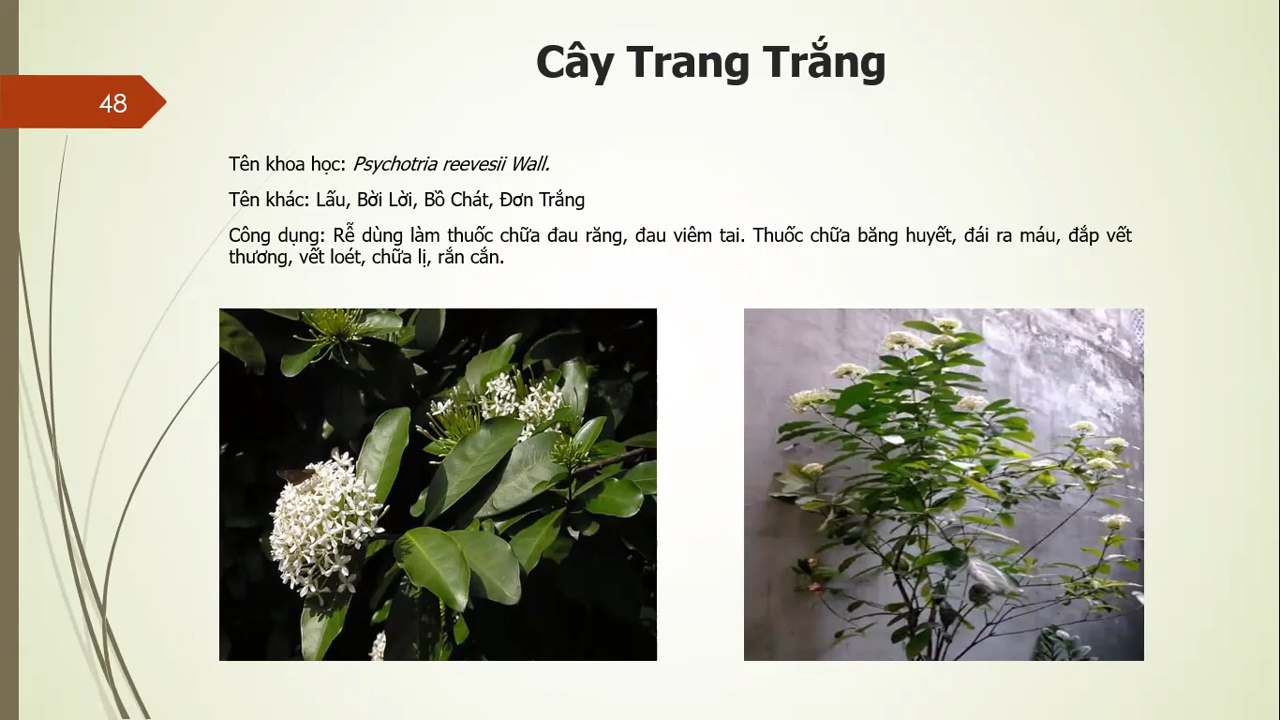 Cây Trang Trắng
48
Tên khoa học: Psychotria reevesii Wall.
Tên khác: Lấu, Bời Lời, Bồ Chát, Đơn Trắng
Công dụng: Rễ dùng làm thuốc chữa đau răng, đau viêm tai. Thuốc chữa băng huyết, đái ra máu, đắp vết
thương, vết loét, chữa lị, rắn cắn.